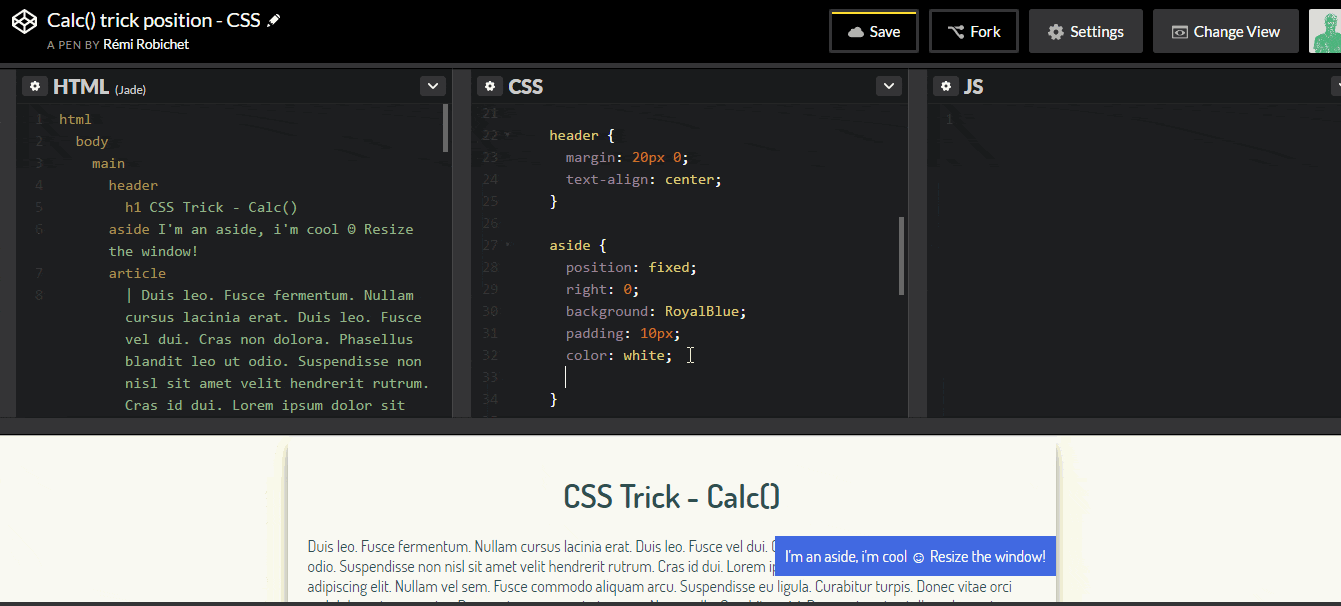 Calc() trick position - CSS
A PEN BY Rémi Robichet
Save
Fork
Settings
Change View
HTML (Jade)
1 html
2 body
3 main
4 header
5 h1 CSS Trick - Calc()
6 aside I'm an aside, i'm cool ☺ Resize
the window!
7 article
8 | Duis leo. Fusce fermentum. Nullam
cursus lacinia erat. Duis leo. Fusce
vel dui. Cras non dolora. Phasellus
blandit leo ut odio. Suspendisse non
nisl sit amet velit hendrerit rutrum.
Cras id dui. Lorem ipsum dolor sit
CSS
21
22 header {
23 margin: 20px 0;
24 text-align: center;
25 }
26
27 aside {
28 position: fixed;
29 right: 0;
30 background: RoyalBlue;
31 padding: 10px;
32 color: white;
33
34 }
JS
1
CSS Trick - Calc()
Duis leo. Fusce fermentum. Nullam cursus lacinia erat. Duis leo. Fusce vel dui.
I'm an aside, i'm cool ☺ Resize the window!
odio. Suspendisse non nisl sit amet velit hendrerit rutrum. Cras id dui. Lorem
adipiscing elit. Nullam vel sem. Fusce commodo aliquam arcu. Suspendisse eu ligula. Curabitur turpis. Donec vitae orci